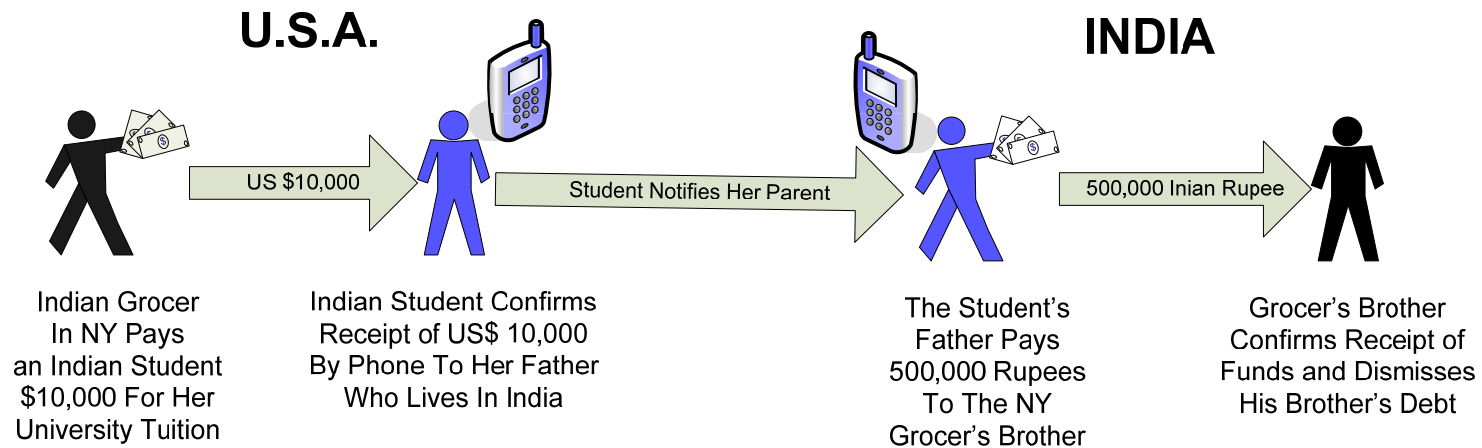 U.S.A.
INDIA
US $10,000
Student Notifies Her Parent
500,000 Inian Rupee
Indian Grocer
In NY Pays
an Indian Student
$10,000 For Her
University Tuition
Indian Student Confirms
Receipt of US$ 10,000
By Phone To Her Father
Who Lives In India
The Student’s
Father Pays
500,000 Rupees
To The NY
Grocer’s Brother
Grocer’s Brother
Confirms Receipt of
Funds and Dismisses
His Brother’s Debt